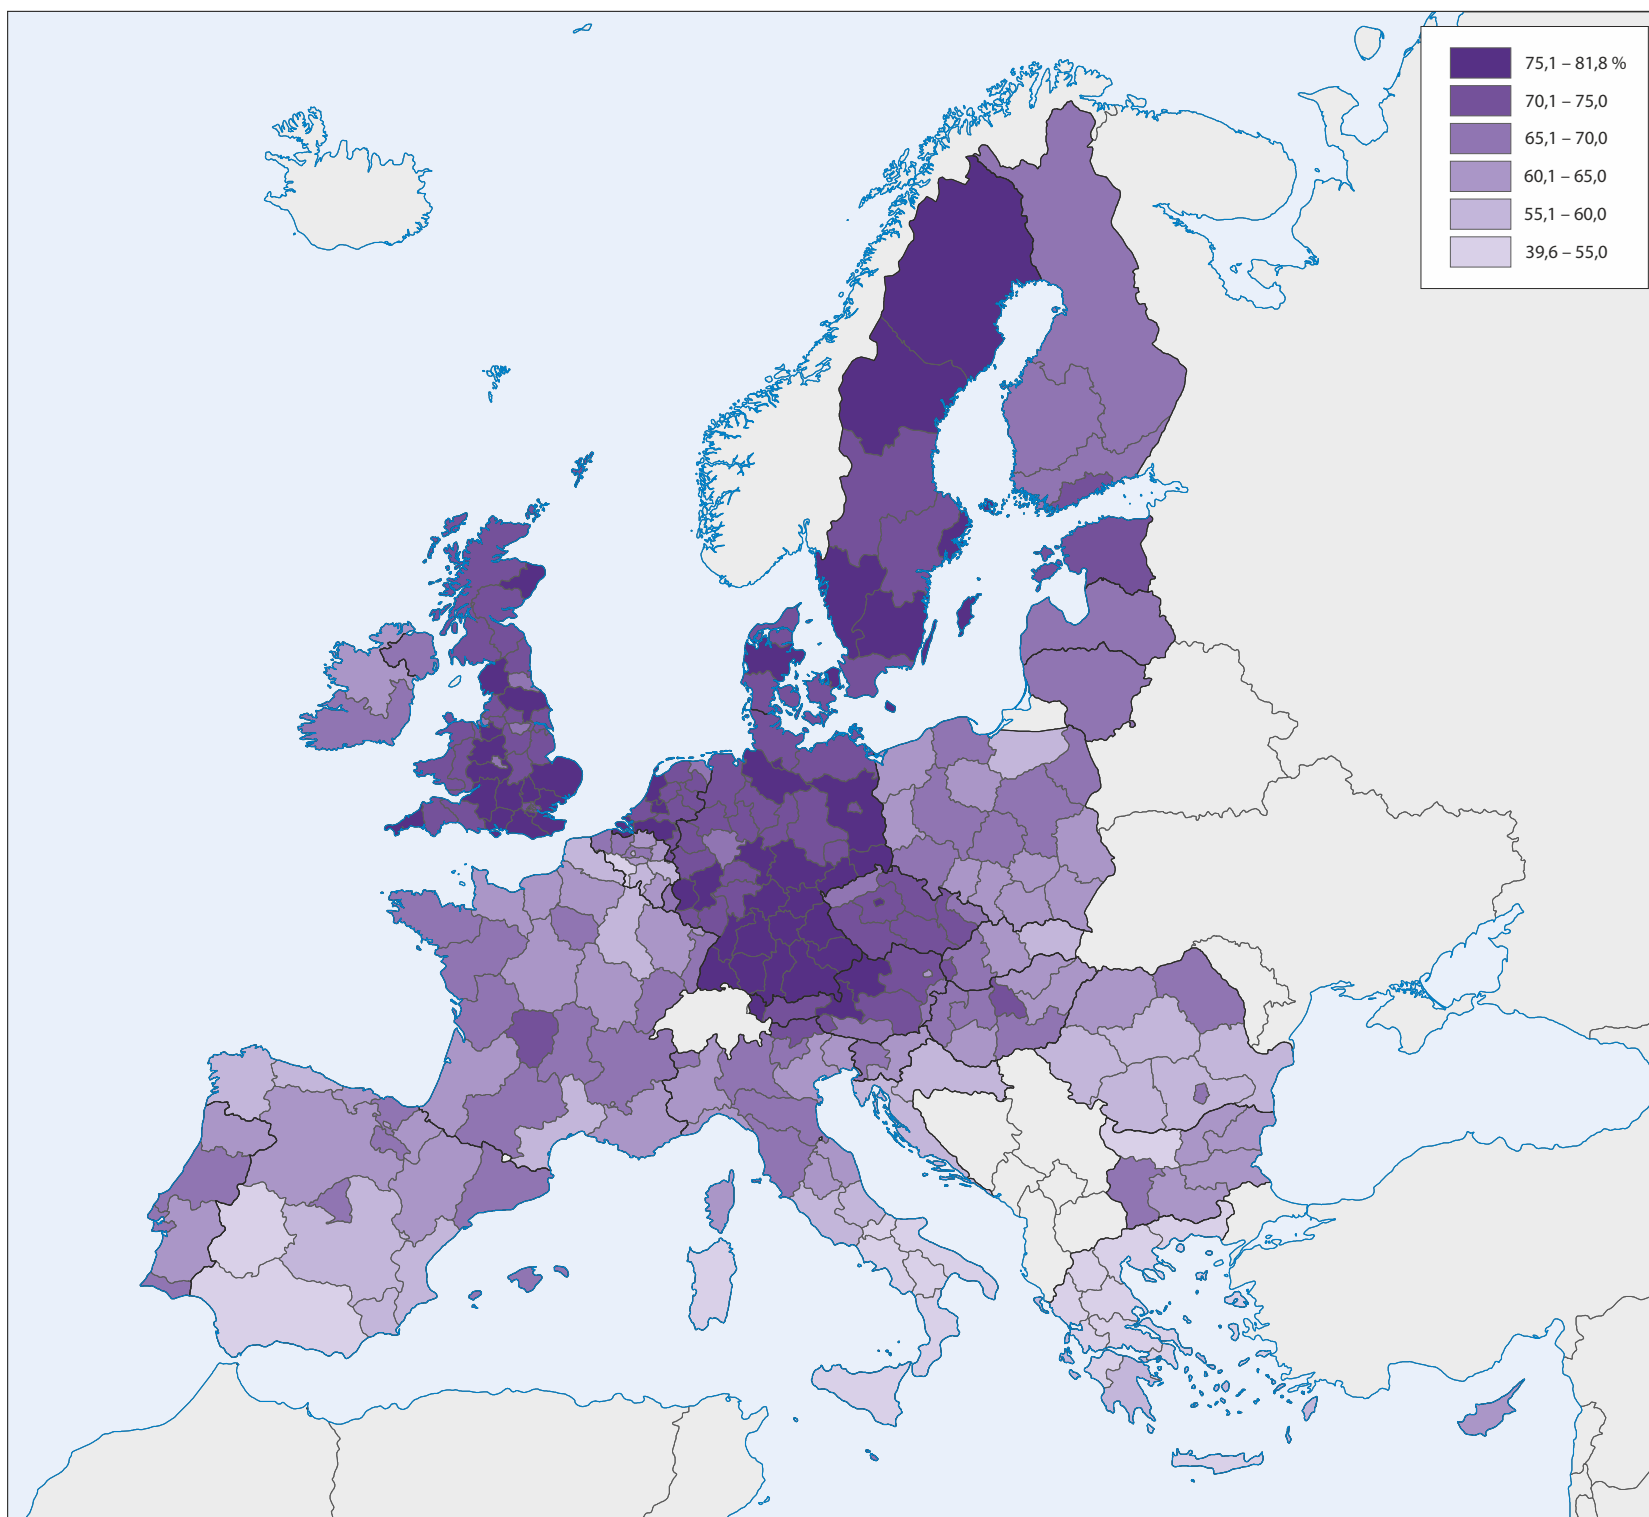 75,1 – 81,8 %
70,1 – 75,0
65,1 – 70,0
60,1 – 65,0
55,1 – 60,0
39,6 – 55,0